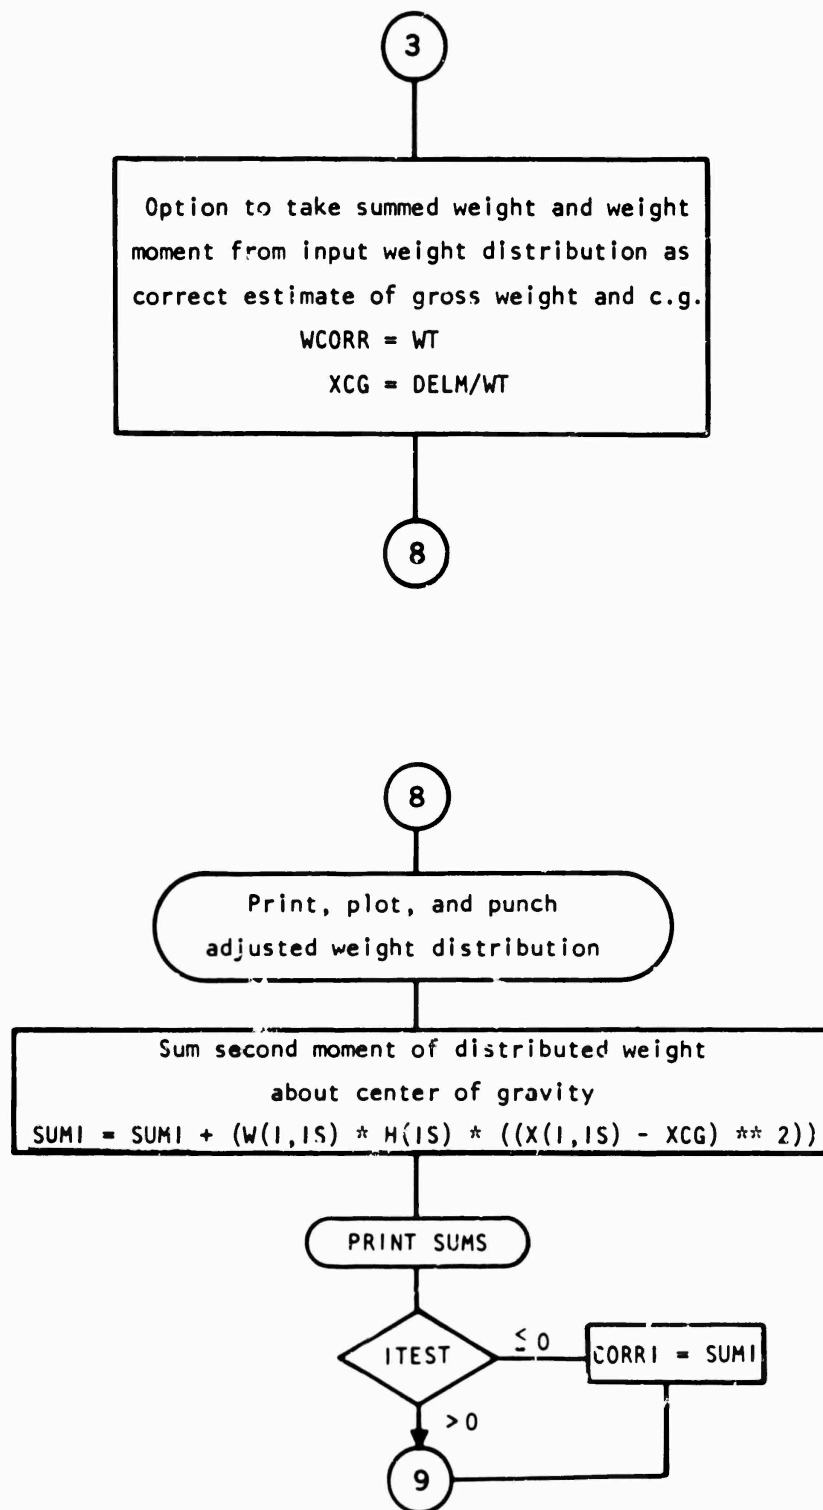 3
Option to take summed weight and weight
moment from input weight distribution as
correct estimate of gross weight and c.g.
WCORR = WT
XCG = DELM/WT
8
8
Print, plot, and punch
adjusted weight distribution
Sum second moment of distributed weight
about center of gravity
SUMI = SUMI + (W(I,IS) * H(IS) * ((X(I,IS) - XCG) ** 2))
PRINT SUMS
ITEST
≤ 0
CORRI = SUMI
> 0
9